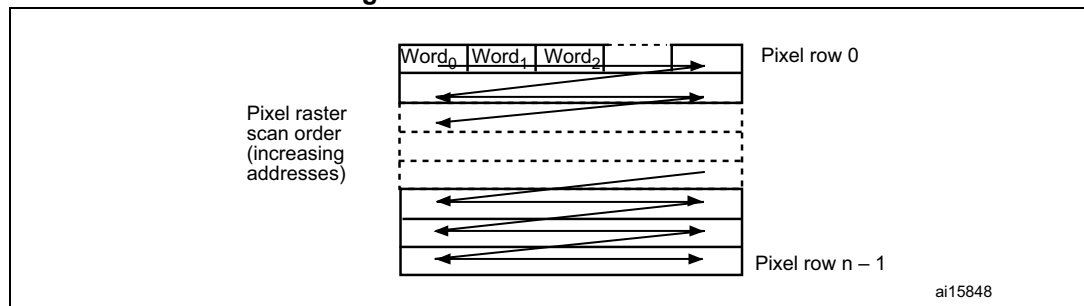 Word0 Word1 Word2
Pixel row 0
Pixel raster
scan order
(increasing
addresses)
Pixel row n – 1
ai15848